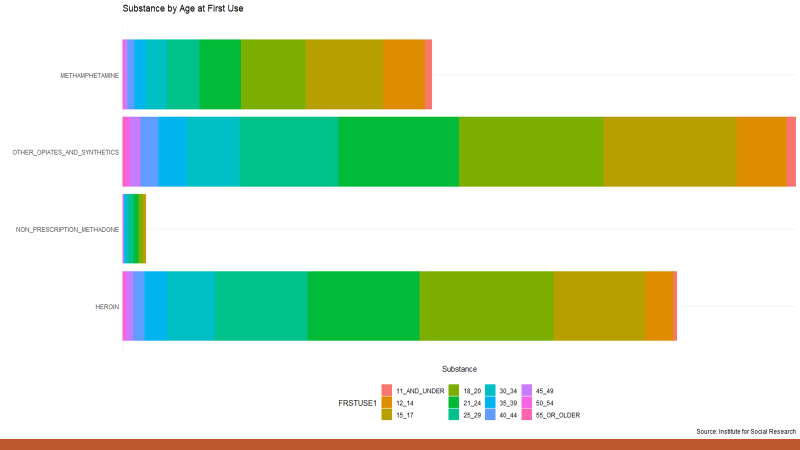 Substance by Age at First Use
METHAMPHETAMINE
OTHER_OPIATES_AND_SYNTHETICS
NON_PRESCRIPTION_METHADONE
HEROIN
Substance
FRSTUSE1
11_AND_UNDER 18_20 30_34 45_49
12_14 21_24 35_39 50_54
15_17 25_29 40_44 55_OR_OLDER
Source: Institute for Social Research